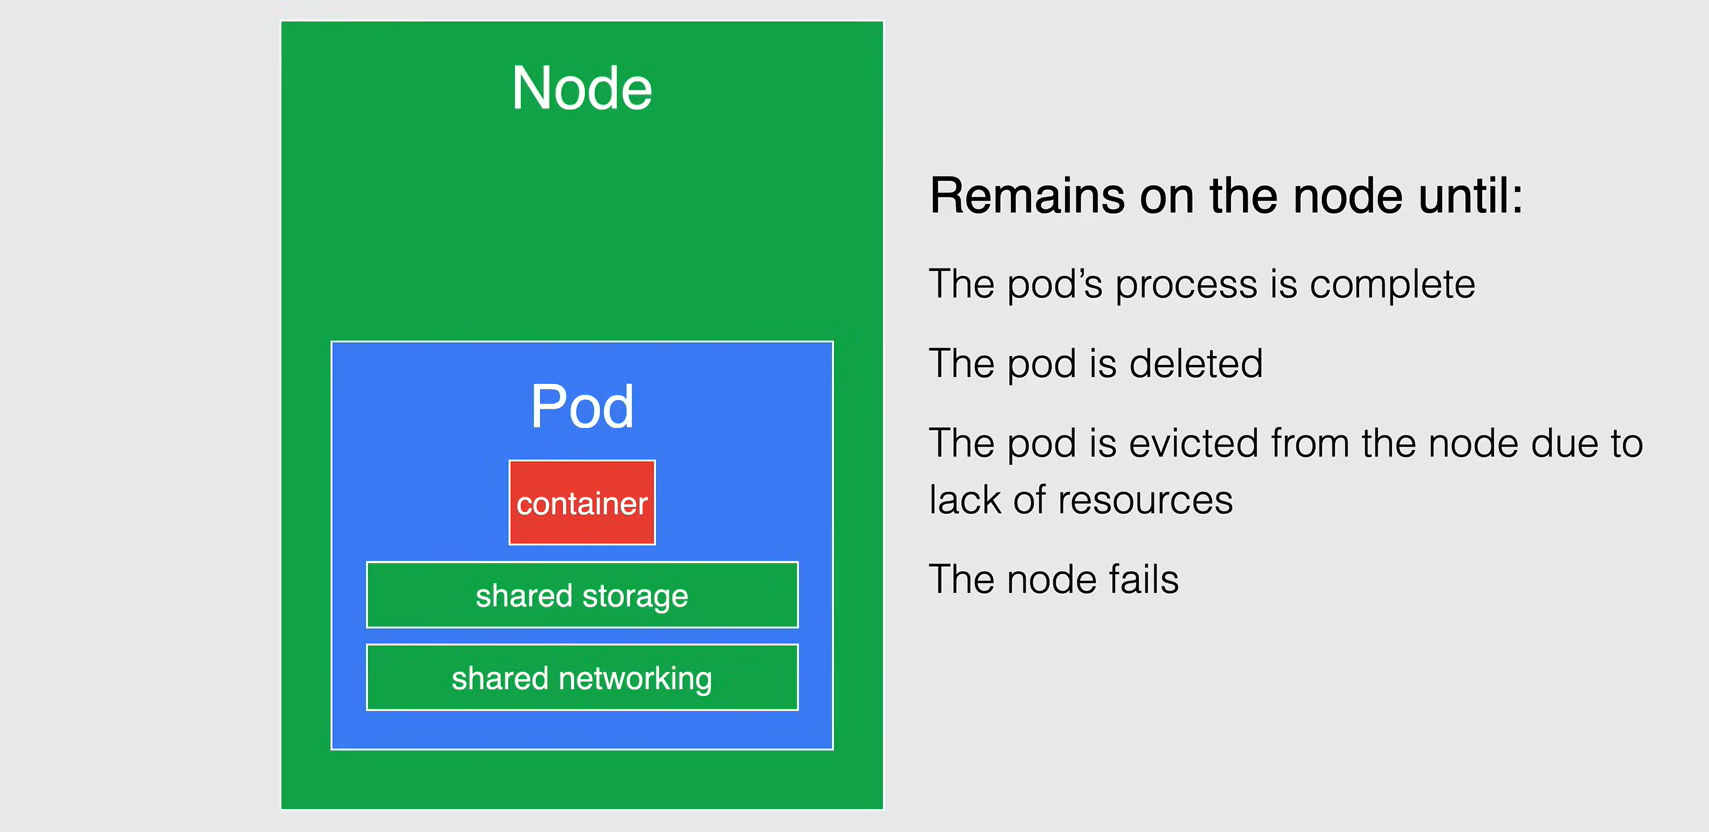 Node
Pod
container
shared storage
shared networking
Remains on the node until:
The pod’s process is complete
The pod is deleted
The pod is evicted from the node due to
lack of resources
The node fails